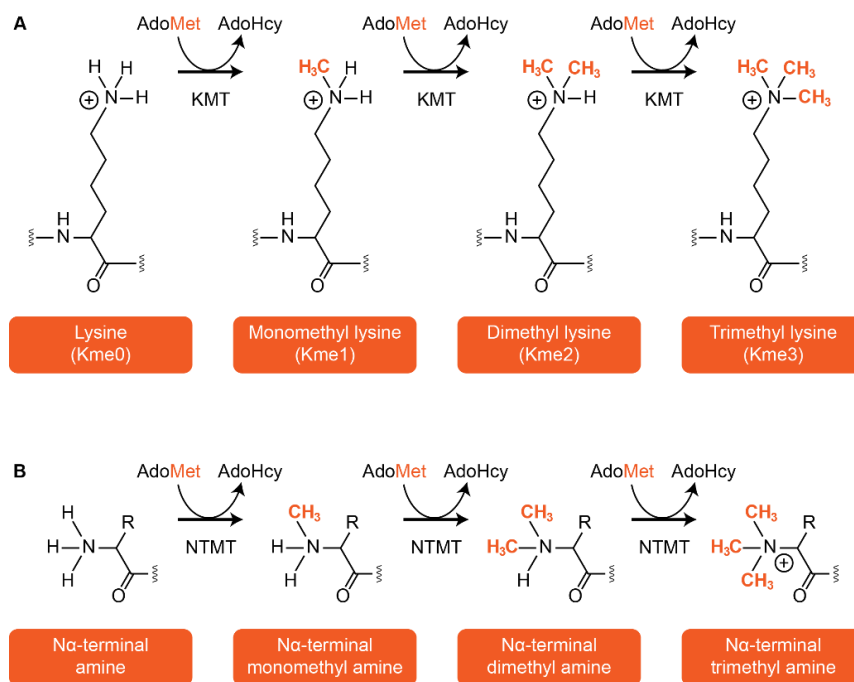 A
AdoMet AdoHcy AdoMet AdoHcy AdoMet AdoHcy
H H H3C H H3C CH3 H3C CH3
N H N H N H N CH3
KMT KMT KMT
H H H H
N N N N
O O O O
Lysine Monomethyl lysine Dimethyl lysine Trimethyl lysine
(Kme0) (Kme1) (Kme2) (Kme3)
B
AdoMet AdoHcy AdoMet AdoHcy AdoMet AdoHcy
H R CH3 R CH3 R CH3 R
H N H N H3C N H3C N
NTMT NTMT NTMT
H H H CH3
O O O O
Nα-terminal Nα-terminal Nα-terminal Nα-terminal
amine monomethyl amine dimethyl amine trimethyl amine